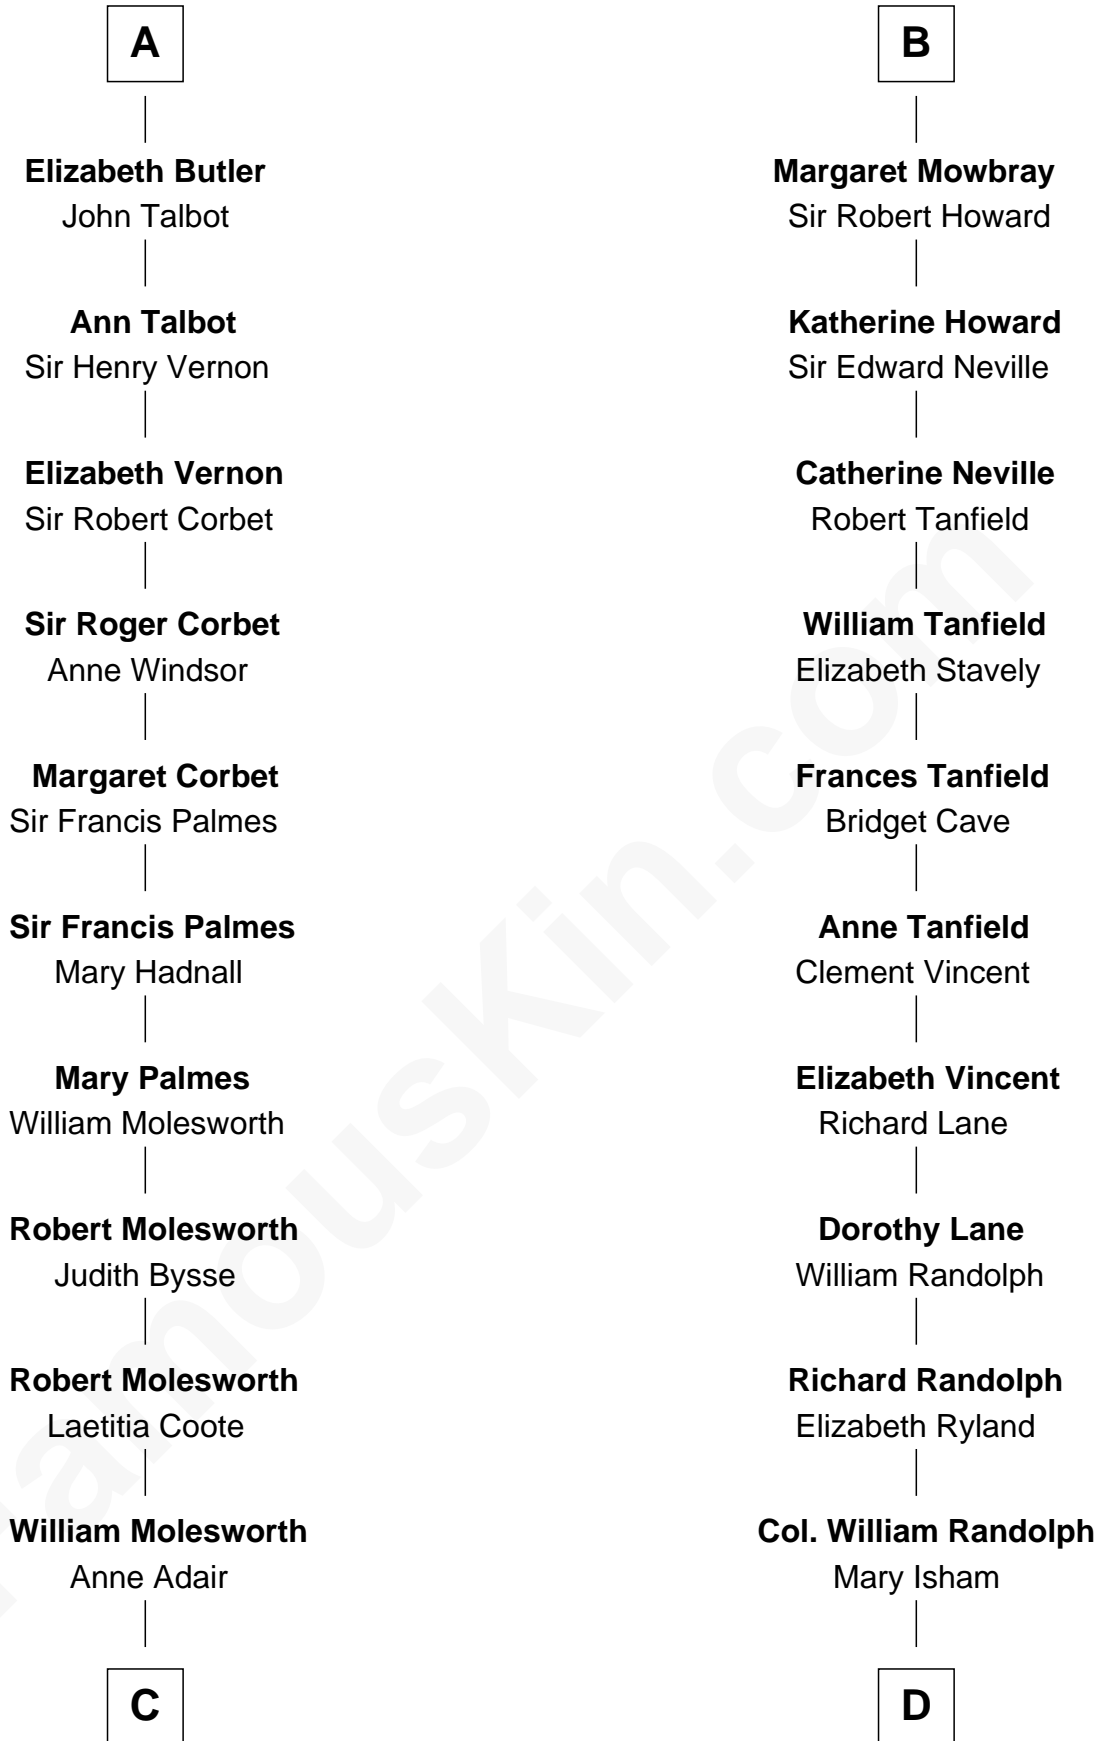 A
Elizabeth Butler
John Talbot
Ann Talbot
Sir Henry Vernon
Elizabeth Vernon
Sir Robert Corbet
Sir Roger Corbet
Anne Windsor
Margaret Corbet
Sir Francis Palmes
Sir Francis Palmes
Mary Hadnall
Mary Palmes
William Molesworth
Robert Molesworth
Judith Bysse
Robert Molesworth
Laetitia Coote
William Molesworth
Anne Adair
C
B
Margaret Mowbray
Sir Robert Howard
Katherine Howard
Sir Edward Neville
Catherine Neville
Robert Tanfield
William Tanfield
Elizabeth Stavely
Frances Tanfield
Bridget Cave
Anne Tanfield
Clement Vincent
Elizabeth Vincent
Richard Lane
Dorothy Lane
William Randolph
Richard Randolph
Elizabeth Ryland
Col. William Randolph
Mary Isham
D
FamousKin.com